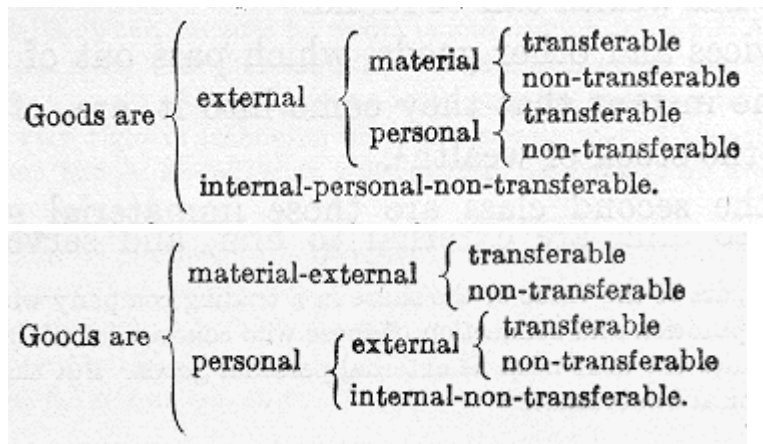 transferable
material
non-transferable
external
Goods are
transferable
personal
non-transferable
internal-personal-non-transferable.
transferable
material-external
non-transferable
Goods are
transferable
external
personal
non-transferable
internal-non-transferable.